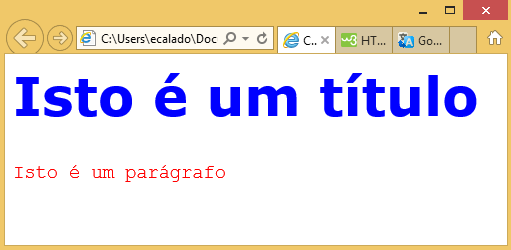 C:\Users\ecalado\Doc
C...
HT...
Go...
Isto é um título
Isto é um parágrafo